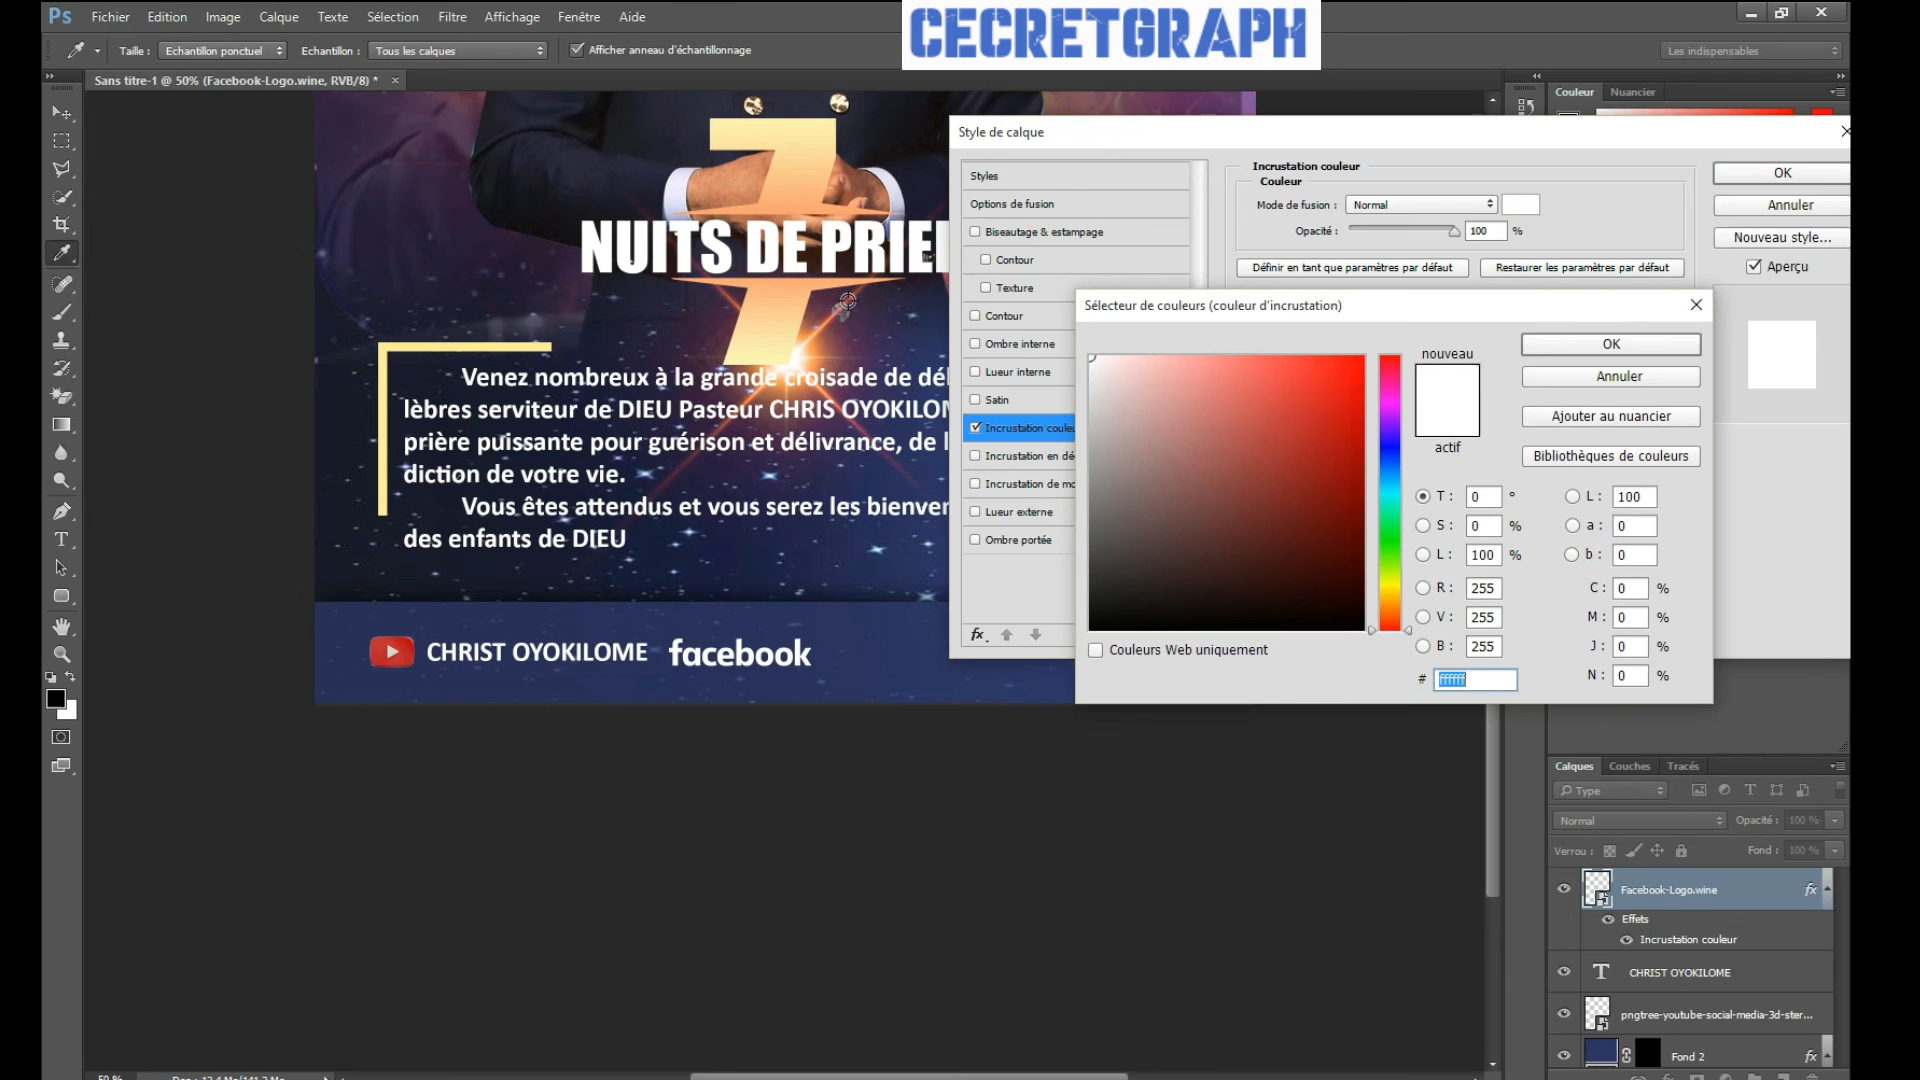 Ps Fichier Edition Image Calque Texte Sélection Filtre Affichage Fenêtre Aide
CECRETGRAPH
Taille : Echantillon ponctuel Echantillon : Tous les calques Afficher anneau d'échantillonnage
Les indispensables
Sans titre-1 @ 50% (Facebook-Logo.wine, RVB/8) *
Couleur Nuancier
7
NUITS DE PRIE
Venez nombreux à la grande croisade de dé
lèbres serviteur de DIEU Pasteur CHRIS OYOKILO
prière puissante pour guérison et délivrance, de
diction de votre vie.
Vous êtes attendus et vous serez les bienve
des enfants de DIEU
CHRIST OYOKILOME facebook
Style de calque
Styles
Options de fusion
Biseautage & estampage
Contour
Texture
Contour
Ombre interne
Lueur interne
Satin
Incrustation couleu
Incrustation en dé
Incrustation de mo
Lueur externe
Ombre portée
fx
Incrustation couleur
Couleur
Mode de fusion : Normal
Opacité : 100 %
Définir en tant que paramètres par défaut Restaurer les paramètres par défaut
OK
Annuler
Nouveau style...
Aperçu
Sélecteur de couleurs (couleur d'incrustation)
nouveau
actif
OK
Annuler
Ajouter au nuancier
Bibliothèques de couleurs
T : 0 ° L : 100
S : 0 % a : 0
L : 100 % b : 0
R : 255 C : 0 %
V : 255 M : 0 %
B : 255 J : 0 %
# ffffff N : 0 %
Couleurs Web uniquement
Calques Couches Tracés
Type
Normal Opacité : 100 %
Verrou : Fond : 100 %
Facebook-Logo.wine fx
Effets
Incrustation couleur
T CHRIST OYOKILOME
pngtree-youtube-social-media-3d-ster...
Fond 2 fx